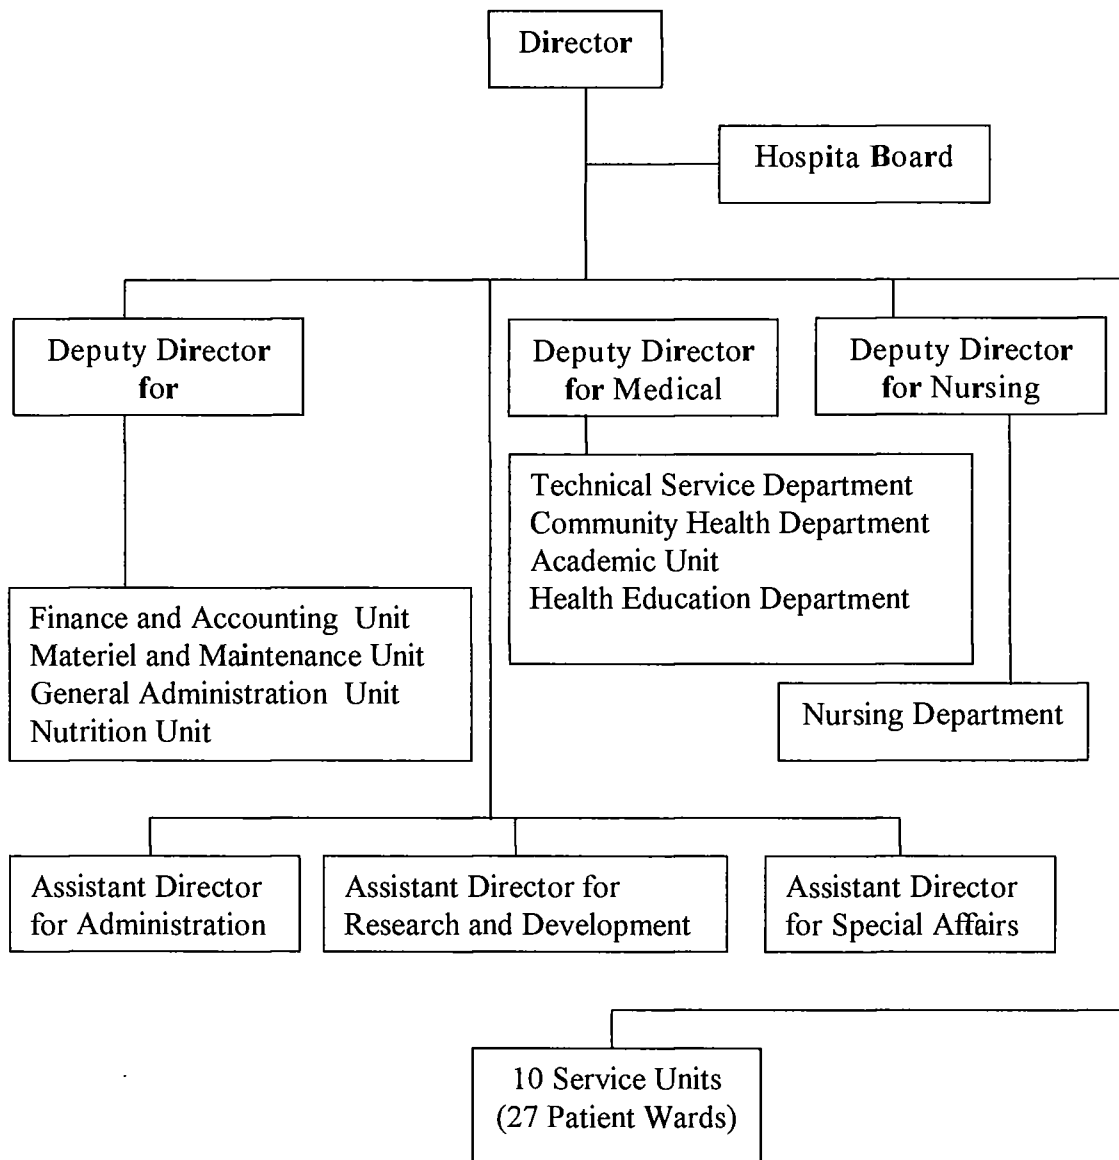 Director
Hospita Board
Deputy Director
for
Deputy Director
for Medical
Deputy Director
for Nursing
Technical Service Department
Community Health Department
Academic Unit
Health Education Department
Finance and Accounting Unit
Materiel and Maintenance Unit
General Administration Unit
Nutrition Unit
Nursing Department
Assistant Director
for Administration
Assistant Director for
Research and Development
Assistant Director
for Special Affairs
10 Service Units
(27 Patient Wards)